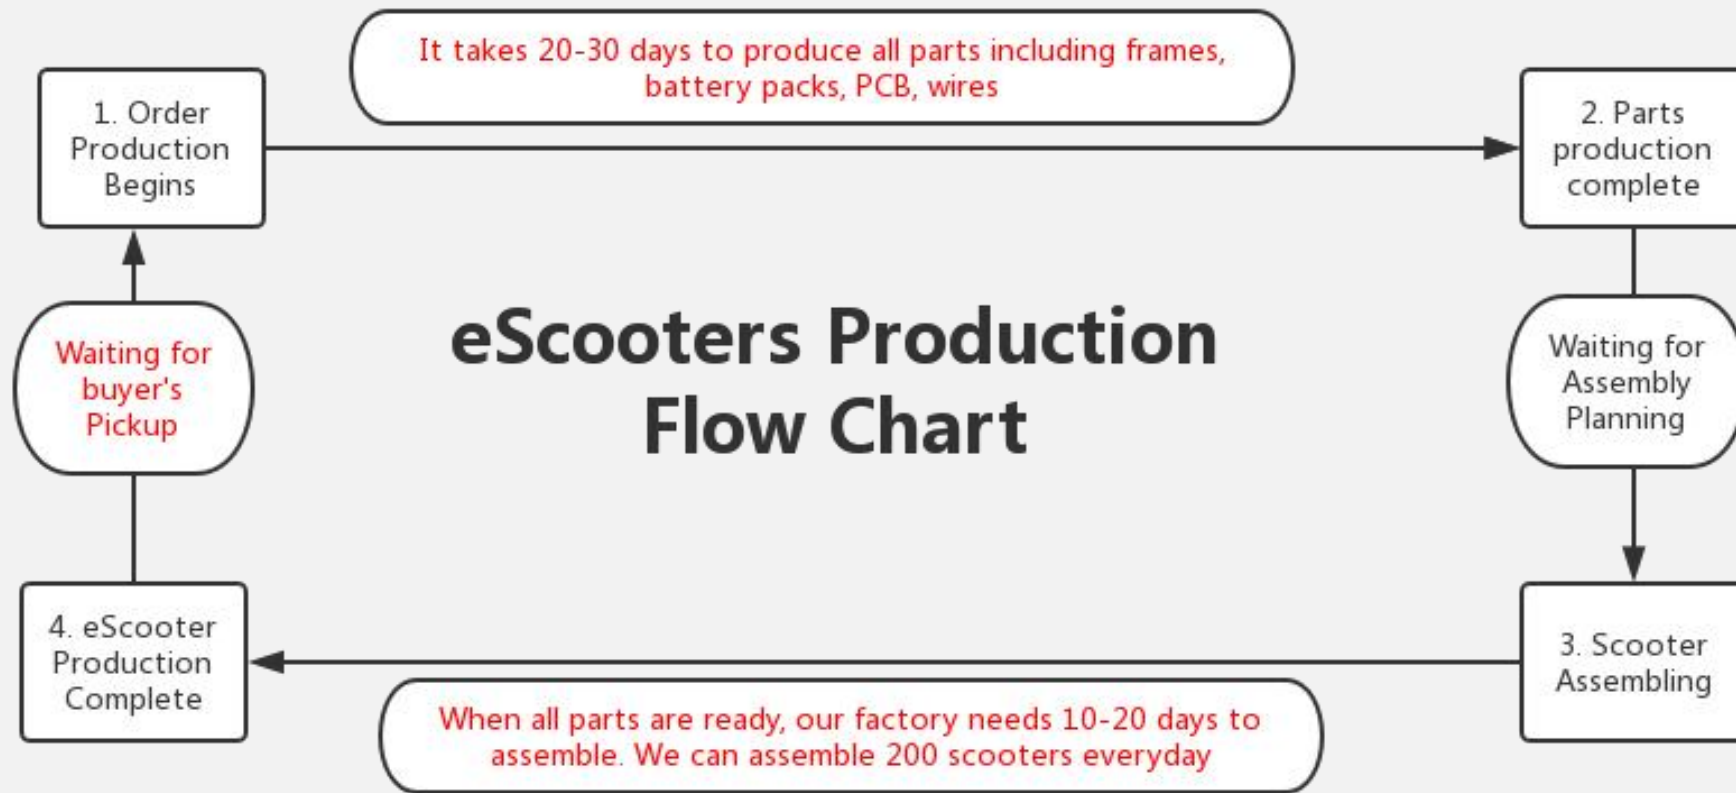 It takes 20-30 days to produce all parts including frames,
battery packs, PCB, wires
1. Order
Production
Begins
2. Parts
production
complete
Waiting for
buyer's
Pickup
eScooters Production
Flow Chart
Waiting for
Assembly
Planning
4. eScooter
Production
Complete
3. Scooter
Assembling
When all parts are ready, our factory needs 10-20 days to
assemble. We can assemble 200 scooters everyday